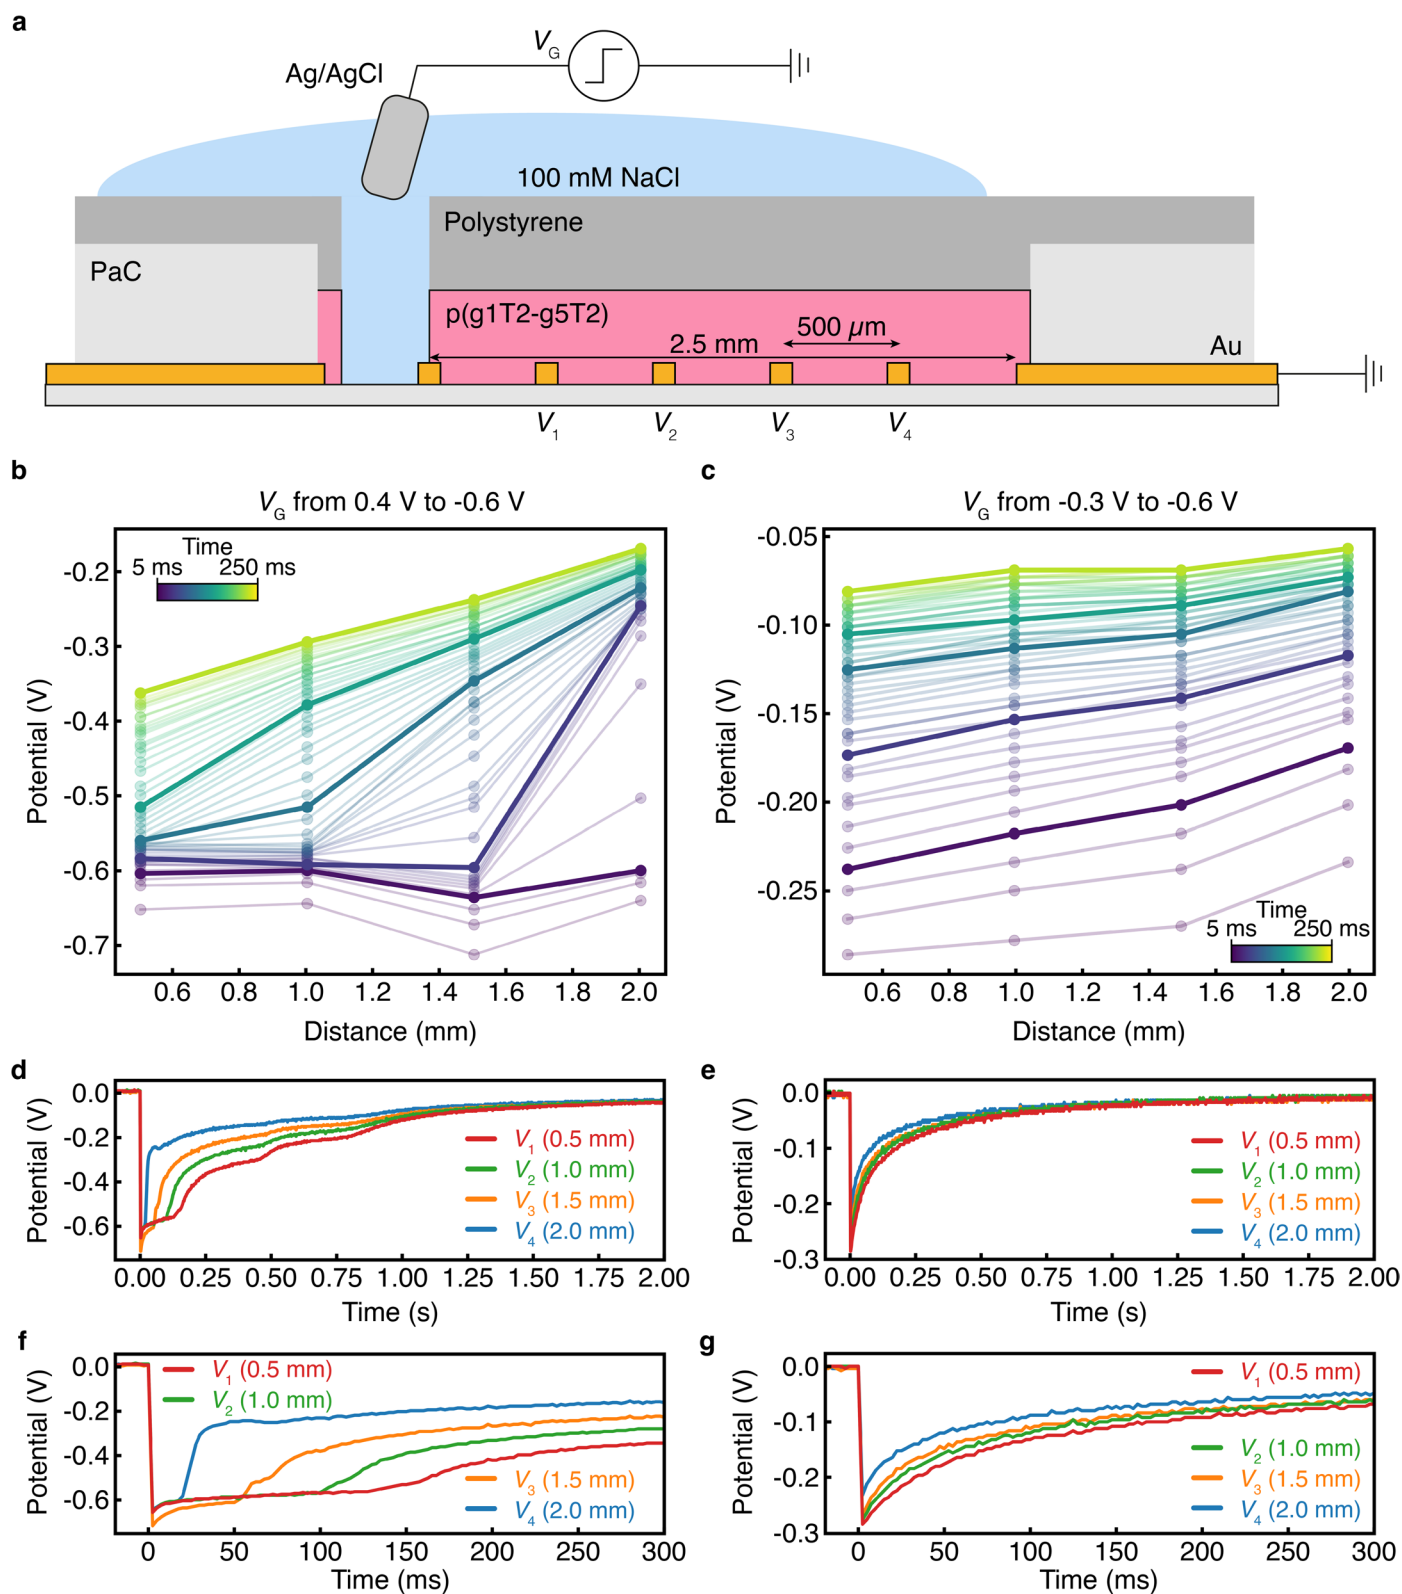 a
V_G
Ag/AgCl
100 mM NaCl
Polystyrene
PaC
p(g1T2-g5T2)
500 μm
2.5 mm
Au
V_1 V_2 V_3 V_4
b
V_G from 0.4 V to -0.6 V
Time
5 ms 250 ms
-0.2
-0.3
-0.4
-0.5
-0.6
-0.7
Potential (V)
0.6 0.8 1.0 1.2 1.4 1.6 1.8 2.0
Distance (mm)
c
V_G from -0.3 V to -0.6 V
-0.05
-0.10
-0.15
-0.20
-0.25
Potential (V)
Time
5 ms 250 ms
0.6 0.8 1.0 1.2 1.4 1.6 1.8 2.0
Distance (mm)
d
0.0
-0.2
-0.4
-0.6
Potential (V)
V_1 (0.5 mm)
V_2 (1.0 mm)
V_3 (1.5 mm)
V_4 (2.0 mm)
0.00 0.25 0.50 0.75 1.00 1.25 1.50 1.75 2.00
Time (s)
e
0.0
-0.1
-0.2
-0.3
Potential (V)
V_1 (0.5 mm)
V_2 (1.0 mm)
V_3 (1.5 mm)
V_4 (2.0 mm)
0.00 0.25 0.50 0.75 1.00 1.25 1.50 1.75 2.00
Time (s)
f
0.0
-0.2
-0.4
-0.6
Potential (V)
V_1 (0.5 mm)
V_2 (1.0 mm)
V_3 (1.5 mm)
V_4 (2.0 mm)
0 50 100 150 200 250 300
Time (ms)
g
0.0
-0.1
-0.2
-0.3
Potential (V)
V_1 (0.5 mm)
V_2 (1.0 mm)
V_3 (1.5 mm)
V_4 (2.0 mm)
0 50 100 150 200 250 300
Time (ms)